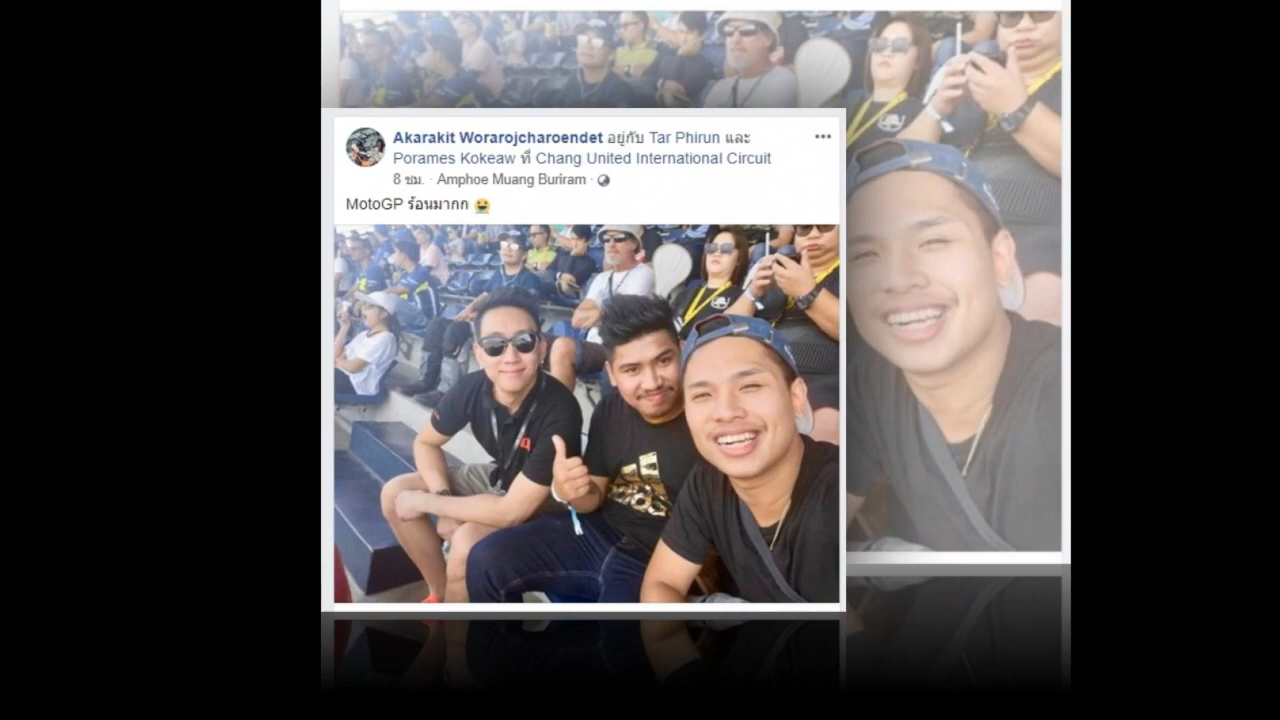 Akarakit Worarojcharoendet อยู่กับ Tar Phirun และ
Porames Kokeaw ที่ Chang United International Circuit
8 ชม. · Amphoe Muang Buriram ·
MotoGP ร้อนมากก